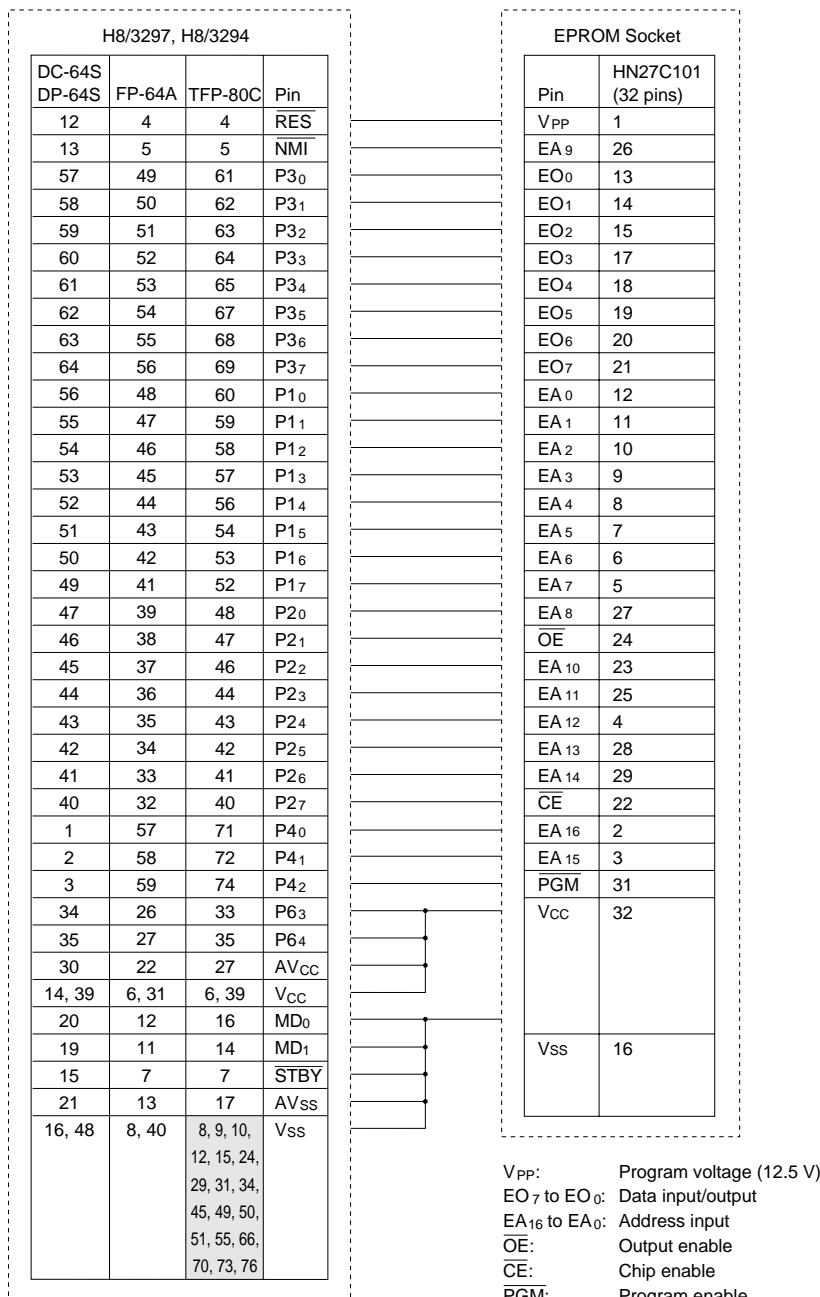 H8/3297, H8/3294 EPROM Socket
DC-64S HN27C101
DP-64S FP-64A TFP-80C Pin Pin (32 pins)
12 4 4 R̅E̅S̅ VPP 1
13 5 5 N̅M̅I̅ EA9 26
57 49 61 P30 EO0 13
58 50 62 P31 EO1 14
59 51 63 P32 EO2 15
60 52 64 P33 EO3 17
61 53 65 P34 EO4 18
62 54 67 P35 EO5 19
63 55 68 P36 EO6 20
64 56 69 P37 EO7 21
56 48 60 P10 EA0 12
55 47 59 P11 EA1 11
54 46 58 P12 EA2 10
53 45 57 P13 EA3 9
52 44 56 P14 EA4 8
51 43 54 P15 EA5 7
50 42 53 P16 EA6 6
49 41 52 P17 EA7 5
47 39 48 P20 EA8 27
46 38 47 P21 O̅E̅ 24
45 37 46 P22 EA10 23
44 36 44 P23 EA11 25
43 35 43 P24 EA12 4
42 34 42 P25 EA13 28
41 33 41 P26 EA14 29
40 32 40 P27 C̅E̅ 22
1 57 71 P40 EA16 2
2 58 72 P41 EA15 3
3 59 74 P42 P̅G̅M̅ 31
34 26 33 P63 VCC 32
35 27 35 P64
30 22 27 AVCC
14, 39 6, 31 6, 39 VCC
20 12 16 MD0
19 11 14 MD1 VSS 16
15 7 7 S̅T̅B̅Y̅
21 13 17 AVSS
16, 48 8, 40 8, 9, 10, VSS
12, 15, 24,
29, 31, 34,
45, 49, 50,
51, 55, 66,
70, 73, 76
VPP: Program voltage (12.5 V)
EO7 to EO0: Data input/output
EA16 to EA0: Address input
O̅E̅: Output enable
C̅E̅: Chip enable
P̅G̅M̅: Program enable